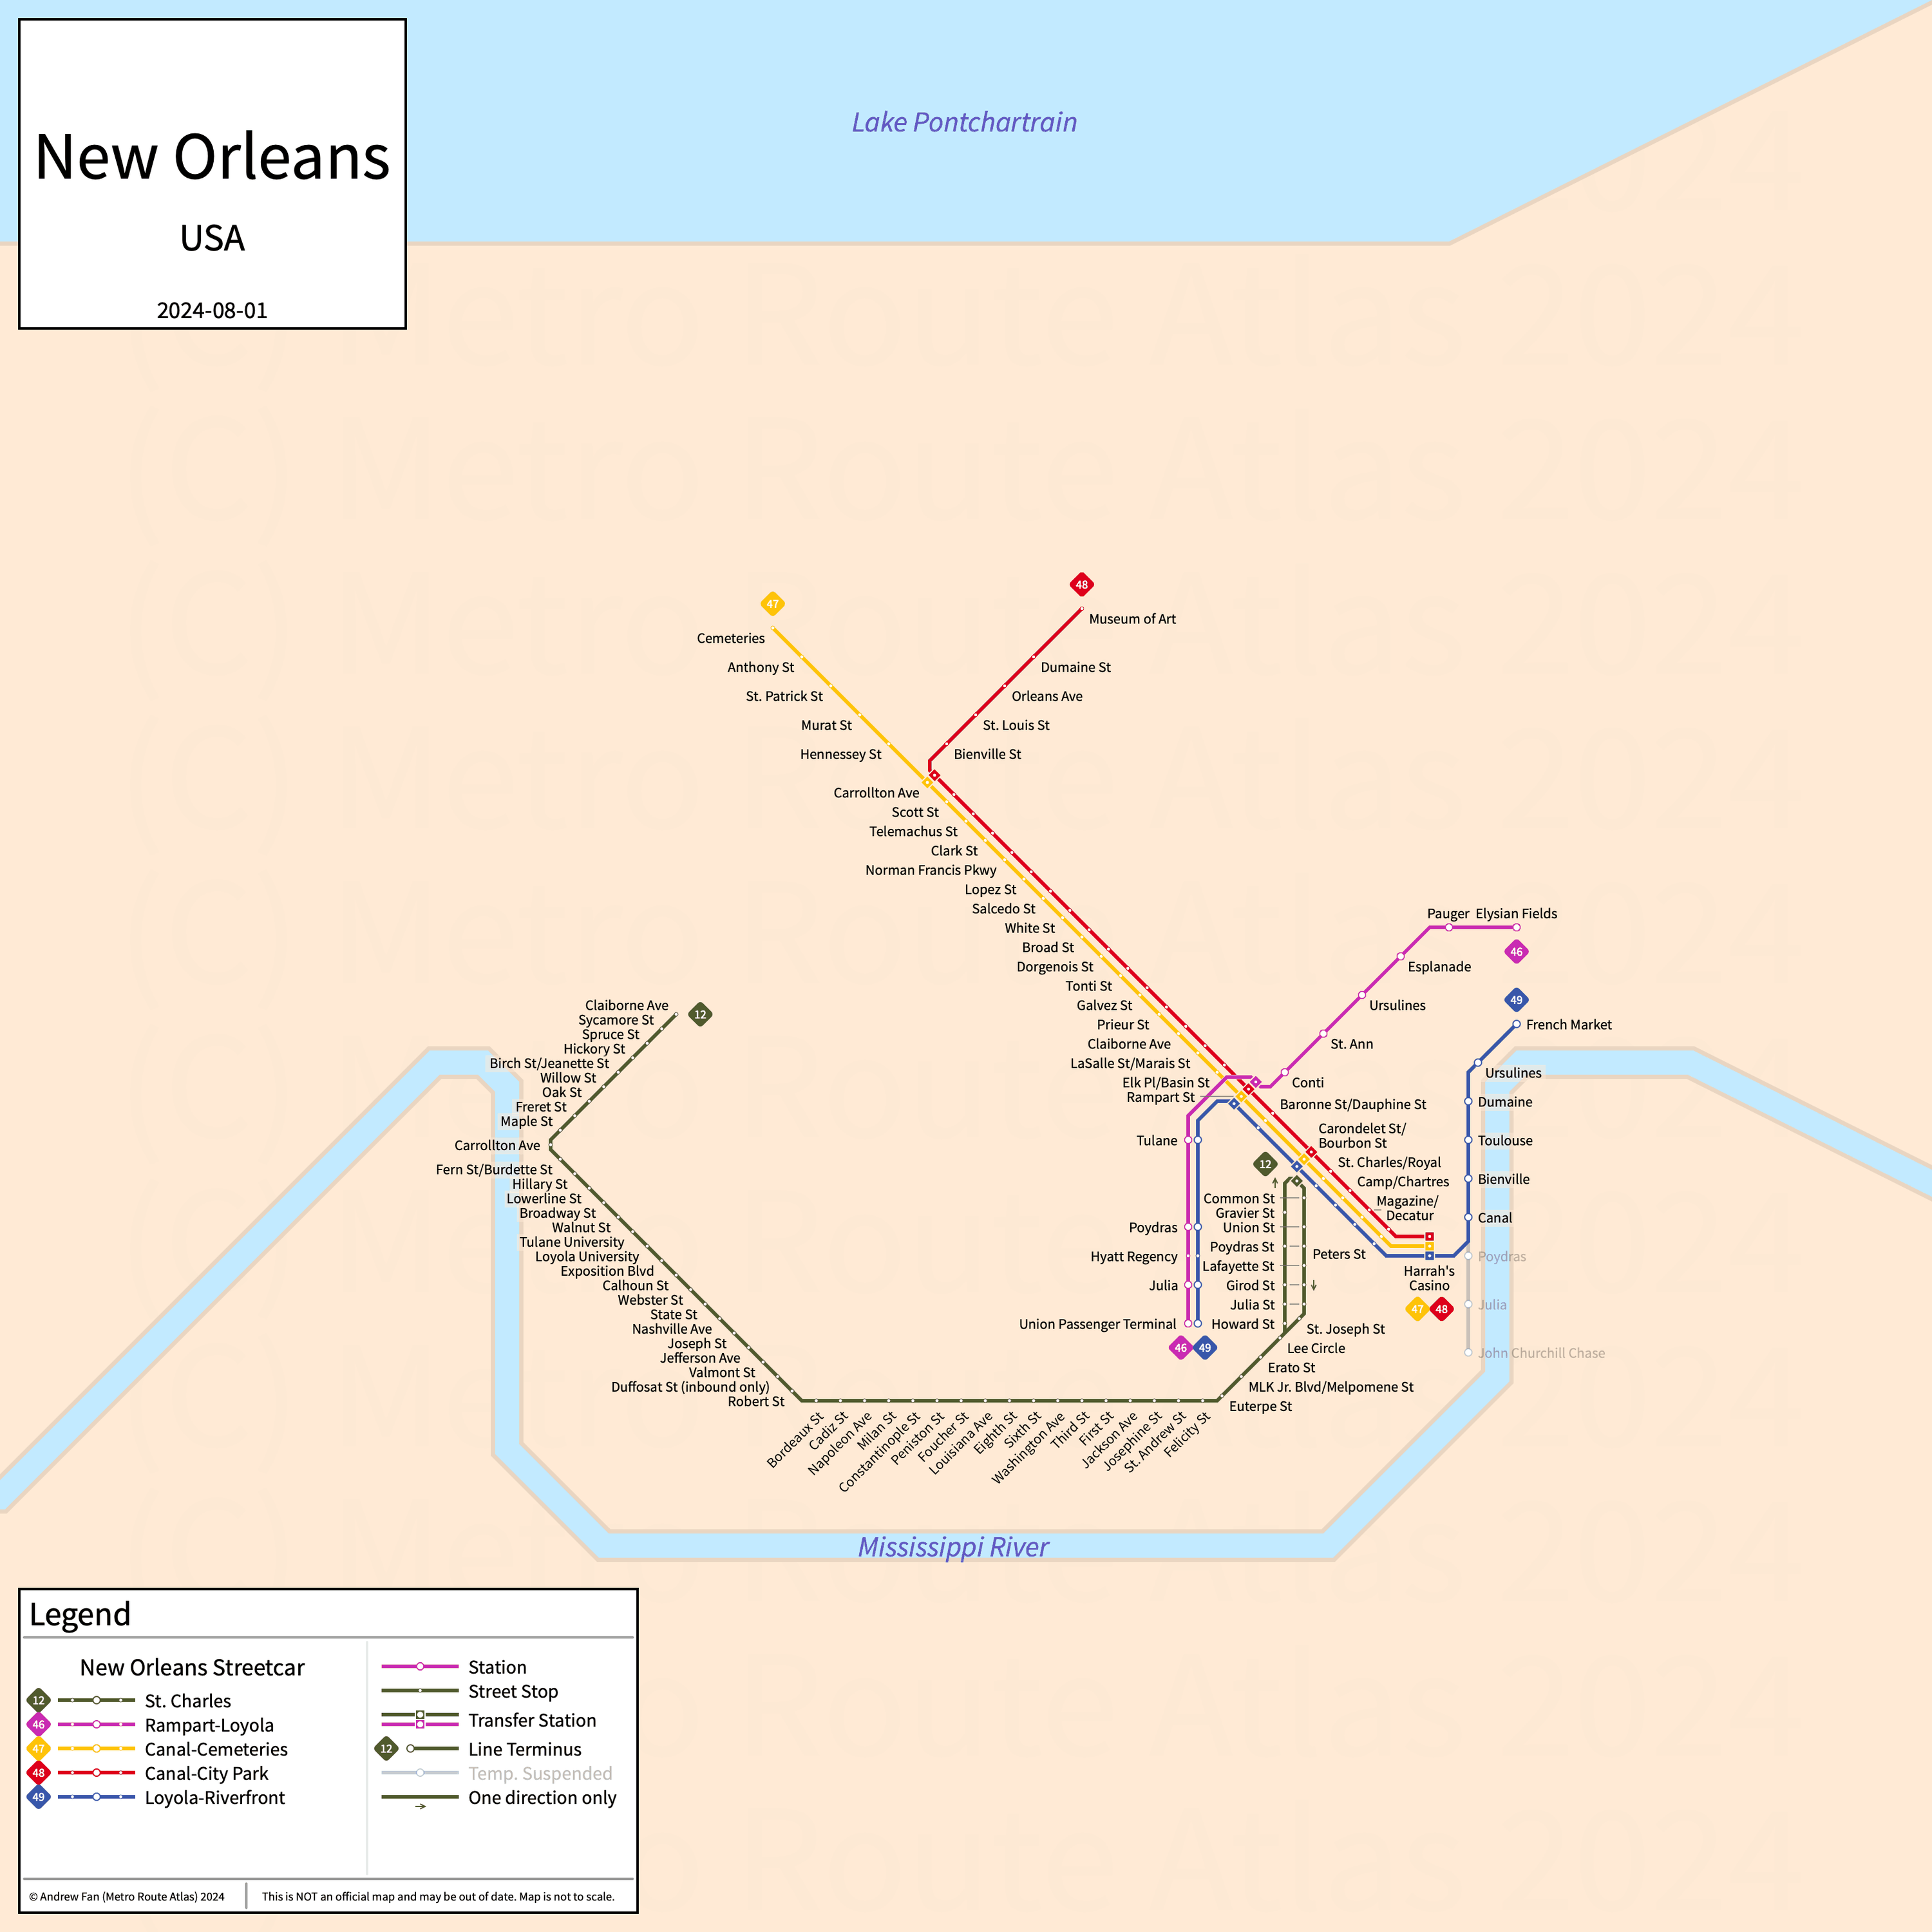 New Orleans
USA
2024-08-01
Lake Pontchartrain
(C) Metro Route Atlas 2024
47
Cemeteries
Anthony St
St. Patrick St
Murat St
Hennessey St
48
Museum of Art
Dumaine St
Orleans Ave
St. Louis St
Bienville St
Carrollton Ave
Scott St
Telemachus St
Clark St
Norman Francis Pkwy
Lopez St
Salcedo St
White St
Broad St
Dorgenois St
Tonti St
Galvez St
Prieur St
Claiborne Ave
LaSalle St/Marais St
Elk Pl/Basin St
Rampart St
Baronne St/Dauphine St
Carondelet St/
Bourbon St
St. Charles/Royal
Camp/Chartres
Magazine/
Decatur
Peters St
Harrah's
Casino
47 48
Pauger Elysian Fields
46
Esplanade
Ursulines
St. Ann
Conti
49
French Market
Ursulines
Dumaine
Toulouse
Bienville
Canal
Poydras
Julia
John Churchill Chase
Tulane
Poydras
Hyatt Regency
Julia
Union Passenger Terminal
46 49
12
Common St
Gravier St
Union St
Poydras St
Lafayette St
Girod St
Julia St
Howard St
St. Joseph St
Lee Circle
Erato St
MLK Jr. Blvd/Melpomene St
Euterpe St
Claiborne Ave
12
Sycamore St
Spruce St
Hickory St
Birch St/Jeanette St
Willow St
Oak St
Freret St
Maple St
Carrollton Ave
Fern St/Burdette St
Hillary St
Lowerline St
Broadway St
Walnut St
Tulane University
Loyola University
Exposition Blvd
Calhoun St
Webster St
State St
Nashville Ave
Joseph St
Jefferson Ave
Valmont St
Duffosat St (inbound only)
Robert St
Bordeaux St
Cadiz St
Napoleon Ave
Milan St
Constantinople St
Peniston St
Foucher St
Louisiana Ave
Eighth St
Sixth St
Washington Ave
Third St
First St
Jackson Ave
Josephine St
St. Andrew St
Felicity St
Mississippi River
Legend
New Orleans Streetcar
12 St. Charles
46 Rampart-Loyola
47 Canal-Cemeteries
48 Canal-City Park
49 Loyola-Riverfront
Station
Street Stop
Transfer Station
12 Line Terminus
Temp. Suspended
One direction only
© Andrew Fan (Metro Route Atlas) 2024
This is NOT an official map and may be out of date. Map is not to scale.